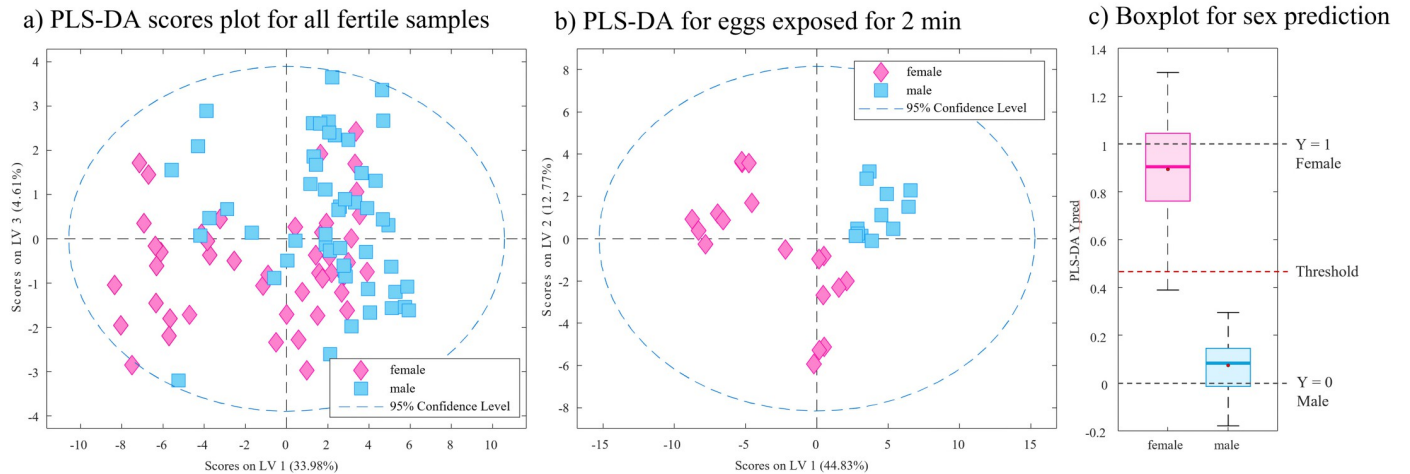 a) PLS-DA scores plot for all fertile samples
4
3
2
1
0
-1
-2
-3
-4
Scores on LV 3 (4.61%)
-10 -8 -6 -4 -2 0 2 4 6 8 10
Scores on LV 1 (33.98%)
female
male
95% Confidence Level
b) PLS-DA for eggs exposed for 2 min
8
6
4
2
0
-2
-4
-6
-8
Scores on LV 2 (12.77%)
-15 -10 -5 0 5 10 15
Scores on LV 1 (44.83%)
female
male
95% Confidence Level
c) Boxplot for sex prediction
1.4
1.2
1
0.8
0.6
0.4
0.2
0
-0.2
PLS-DA Ypred
female male
Y = 1
Female
Threshold
Y = 0
Male